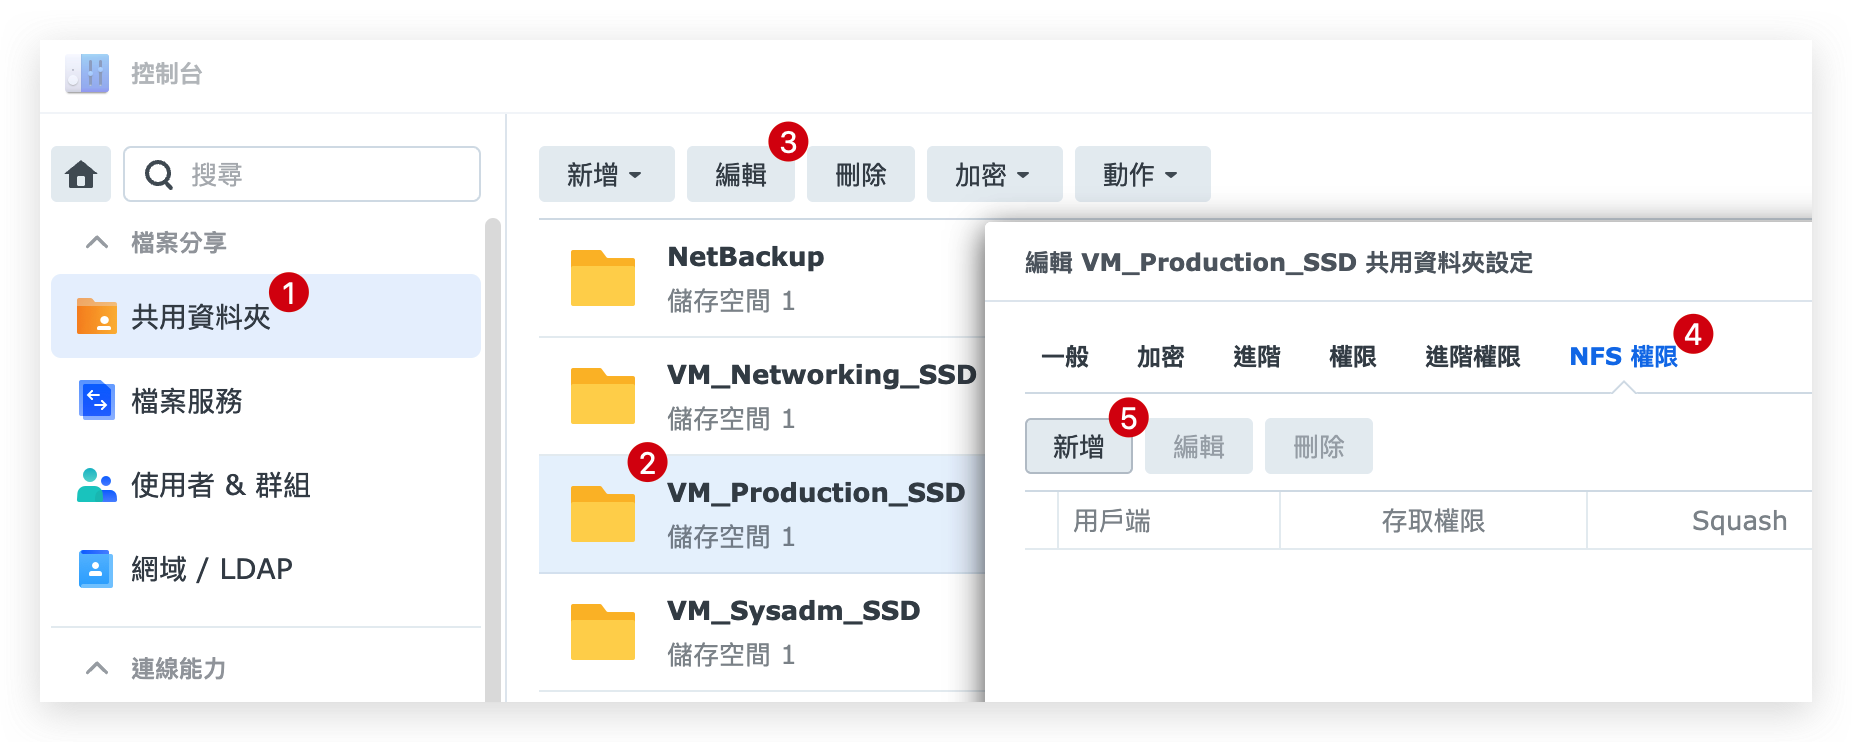 控制台
搜尋
檔案分享
共用資料夾 1
檔案服務
使用者 & 群組
網域 / LDAP
連線能力
新增 編輯 3 刪除 加密 動作
NetBackup
儲存空間 1
VM_Networking_SSD
儲存空間 1
2 VM_Production_SSD
儲存空間 1
VM_Sysadm_SSD
儲存空間 1
編輯 VM_Production_SSD 共用資料夾設定
一般 加密 進階 權限 進階權限 NFS 權限 4
新增 5 編輯 刪除
用戶端 存取權限 Squash